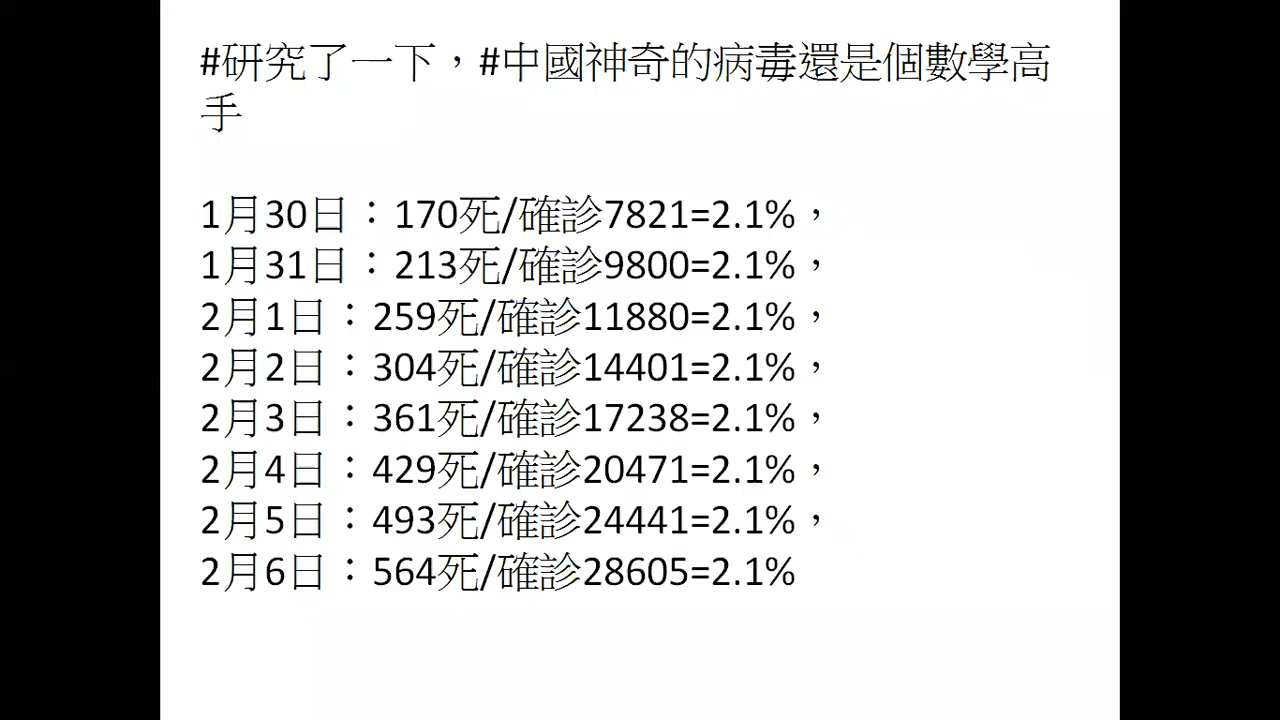 #研究了一下，#中國神奇的病毒還是個數學高
手
1月30日：170死/確診7821=2.1%，
1月31日：213死/確診9800=2.1%，
2月1日：259死/確診11880=2.1%，
2月2日：304死/確診14401=2.1%，
2月3日：361死/確診17238=2.1%，
2月4日：429死/確診20471=2.1%，
2月5日：493死/確診24441=2.1%，
2月6日：564死/確診28605=2.1%